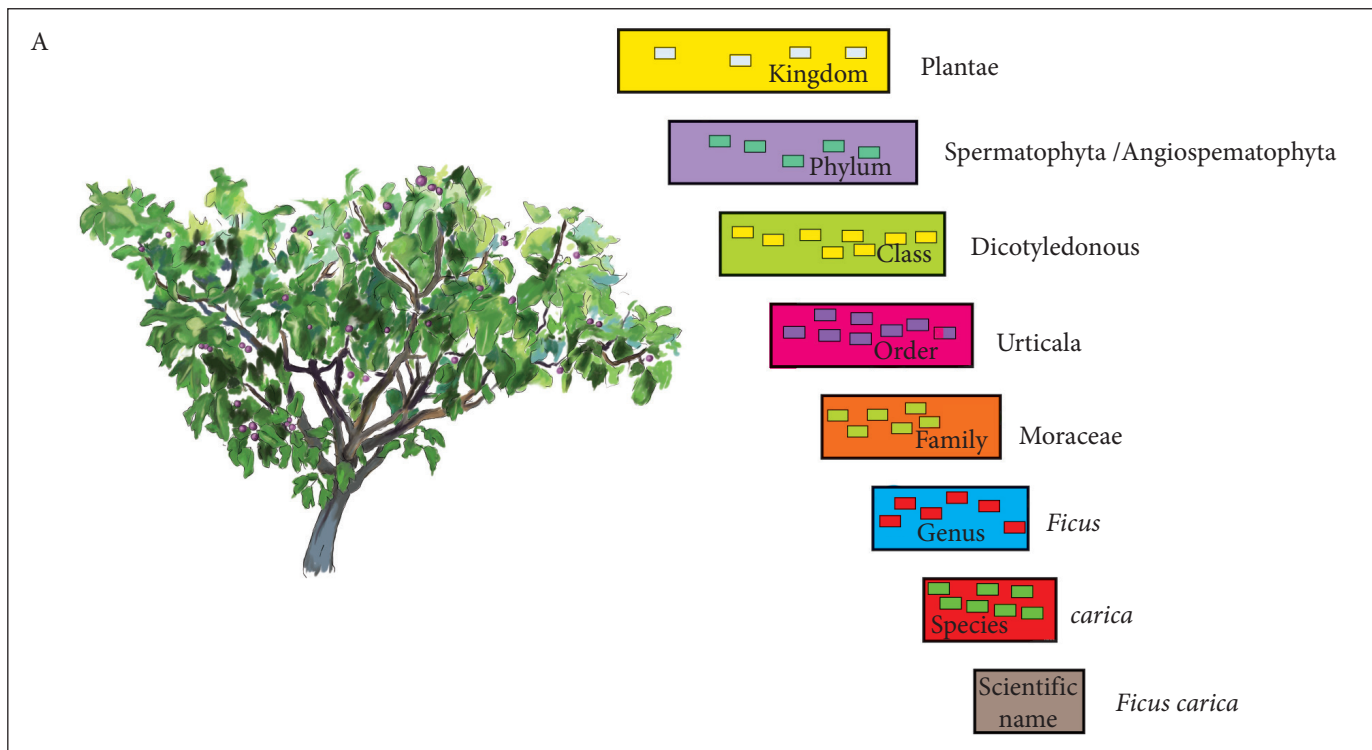 A
Kingdom Plantae
Phylum Spermatophyta /Angiospematophyta
Class Dicotyledonous
Order Urticala
Family Moraceae
Genus Ficus
Species carica
Scientific
name Ficus carica